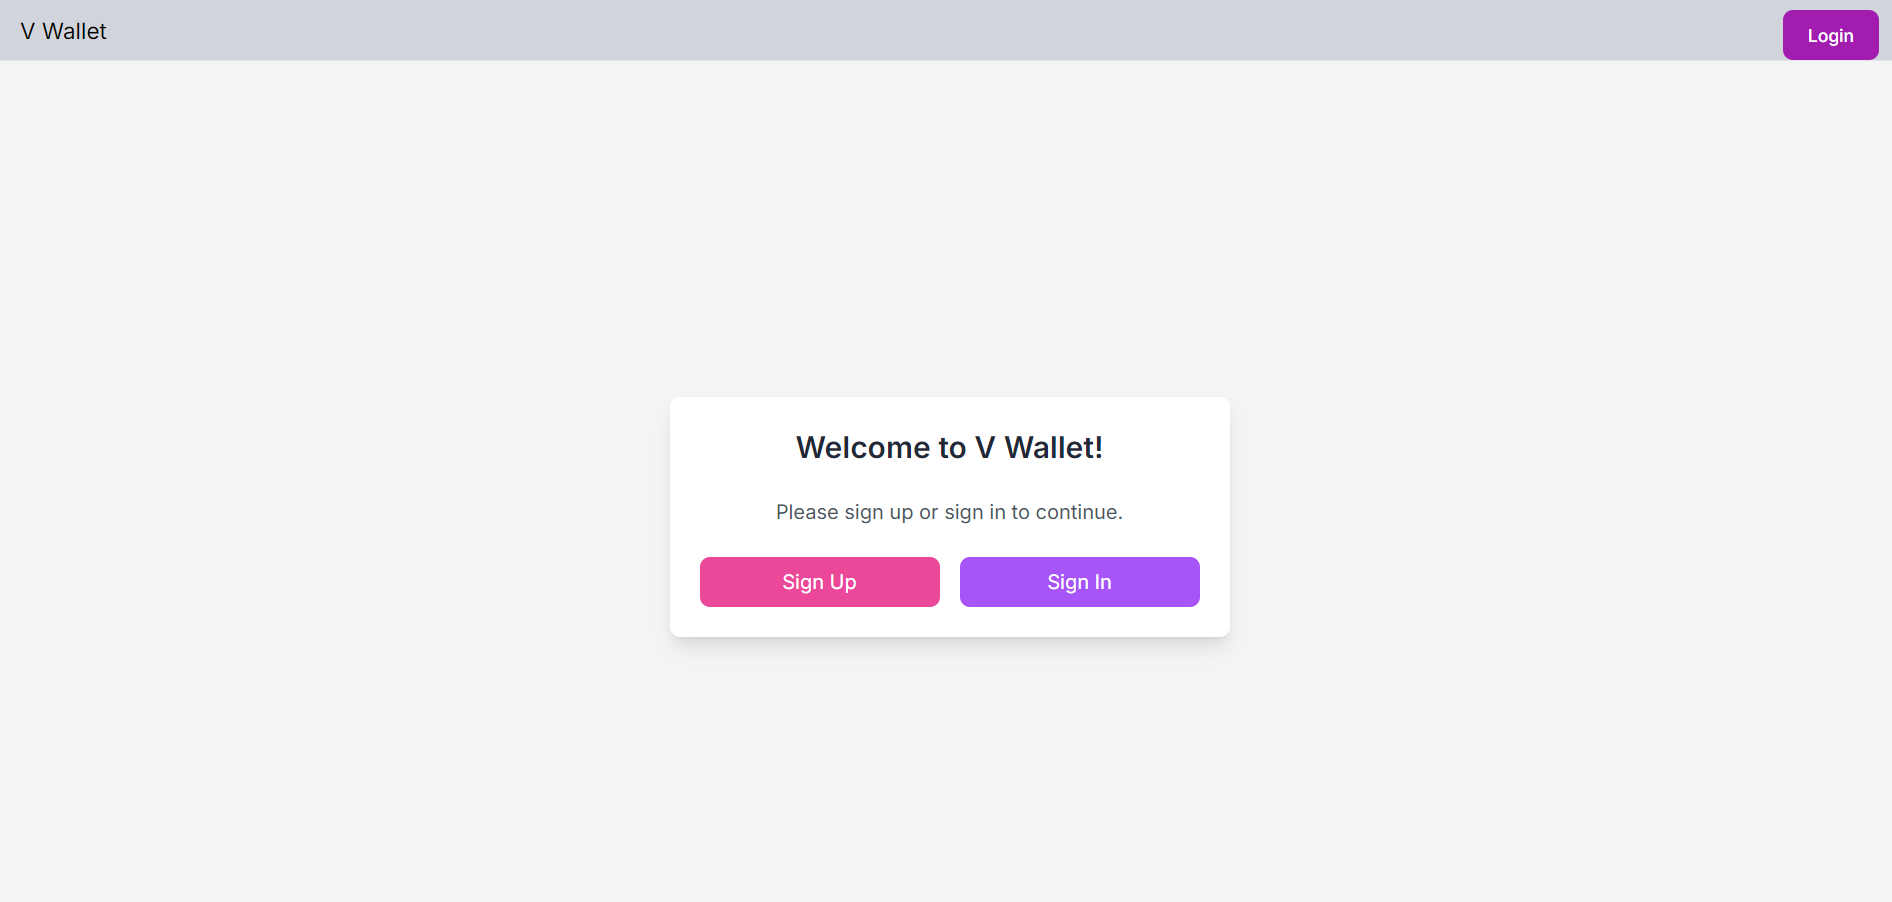 V Wallet
Login
Welcome to V Wallet!
Please sign up or sign in to continue.
Sign Up
Sign In